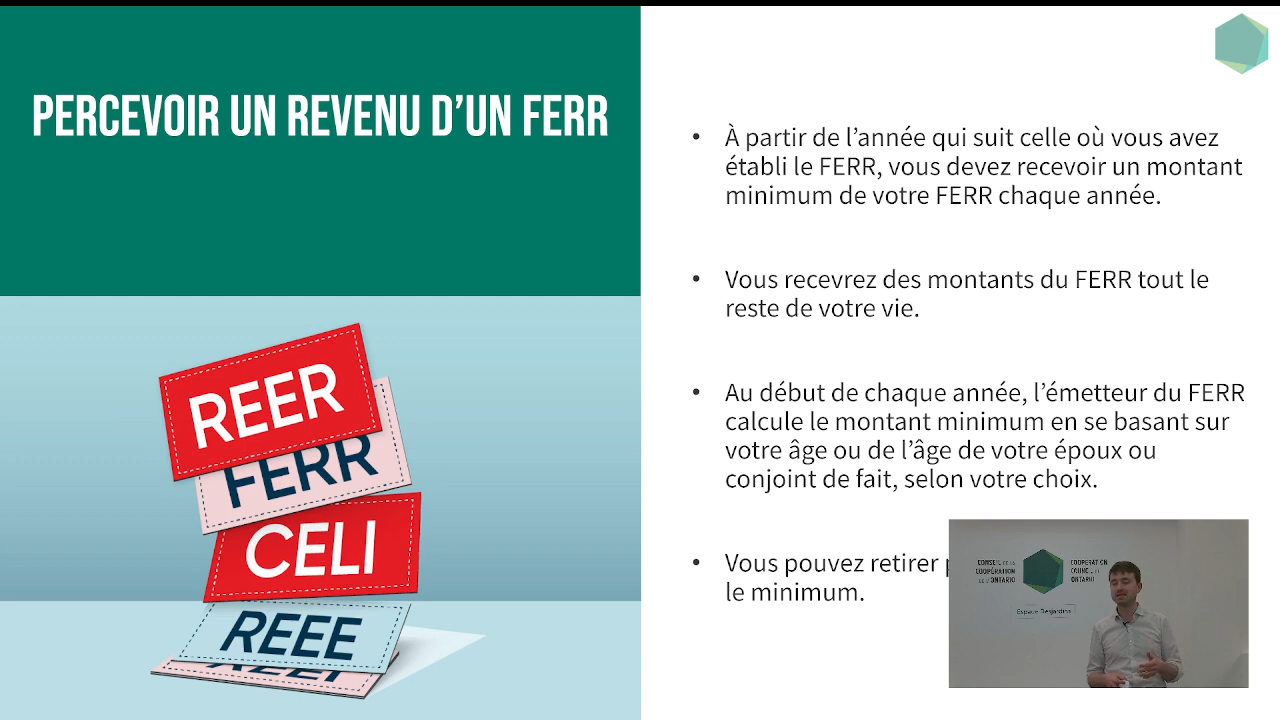 PERCEVOIR UN REVENU D'UN FERR
REER
FERR
CELI
REEE
• À partir de l'année qui suit celle où vous avez
établi le FERR, vous devez recevoir un montant
minimum de votre FERR chaque année.
• Vous recevrez des montants du FERR tout le
reste de votre vie.
• Au début de chaque année, l'émetteur du FERR
calcule le montant minimum en se basant sur
votre âge ou de l'âge de votre époux ou
conjoint de fait, selon votre choix.
• Vous pouvez retirer
le minimum.
CONSEIL DE LA
COOPÉRATION
DE L'ONTARIO
COOPERATION
COUNCIL OF
ONTARIO
Espace Desjardins